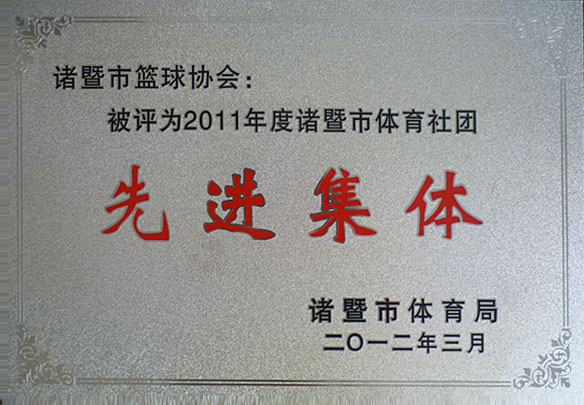 诸暨市篮球协会：
被评为2011年度诸暨市体育社团
先进集体
诸暨市体育局
二〇一二年三月